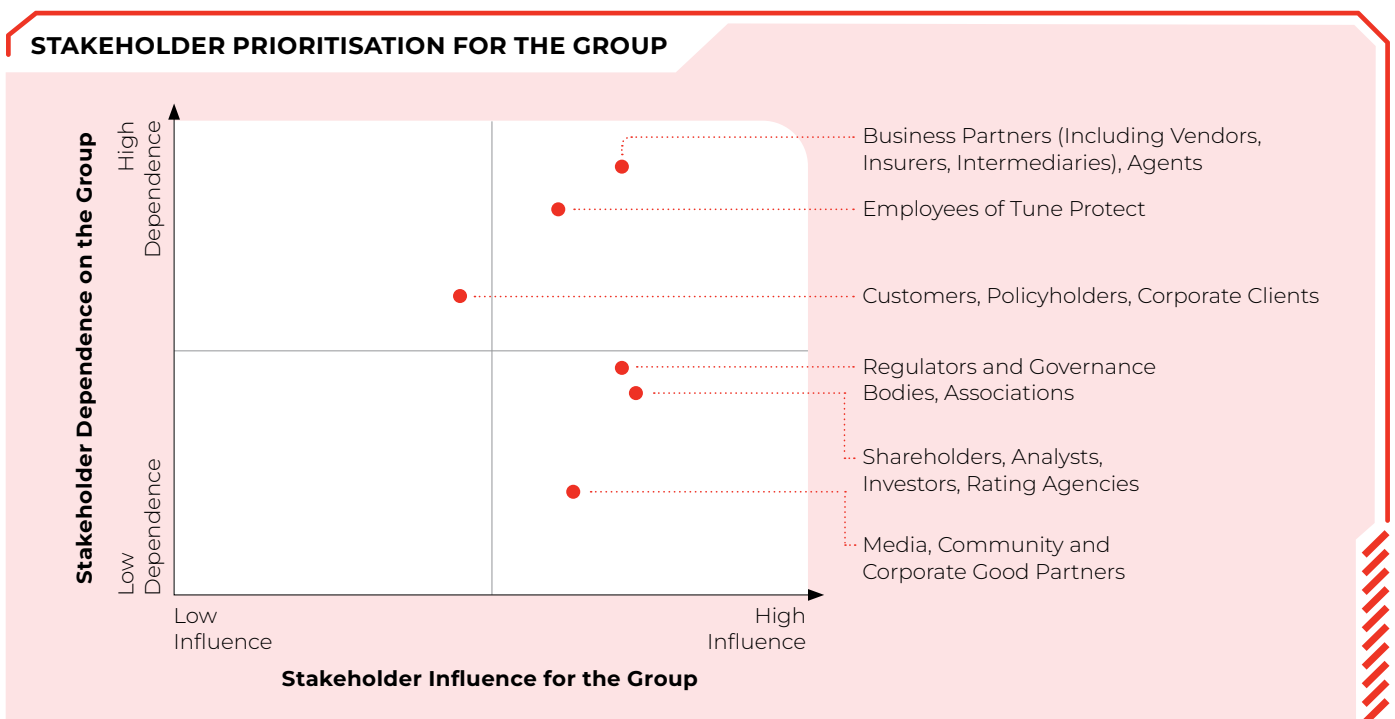 STAKEHOLDER PRIORITISATION FOR THE GROUP
Stakeholder Dependence on the Group
High
Dependence
Low
Dependence
Business Partners (Including Vendors,
Insurers, Intermediaries), Agents
Employees of Tune Protect
Customers, Policyholders, Corporate Clients
Regulators and Governance
Bodies, Associations
Shareholders, Analysts,
Investors, Rating Agencies
Media, Community and
Corporate Good Partners
Low
Influence
High
Influence
Stakeholder Influence for the Group